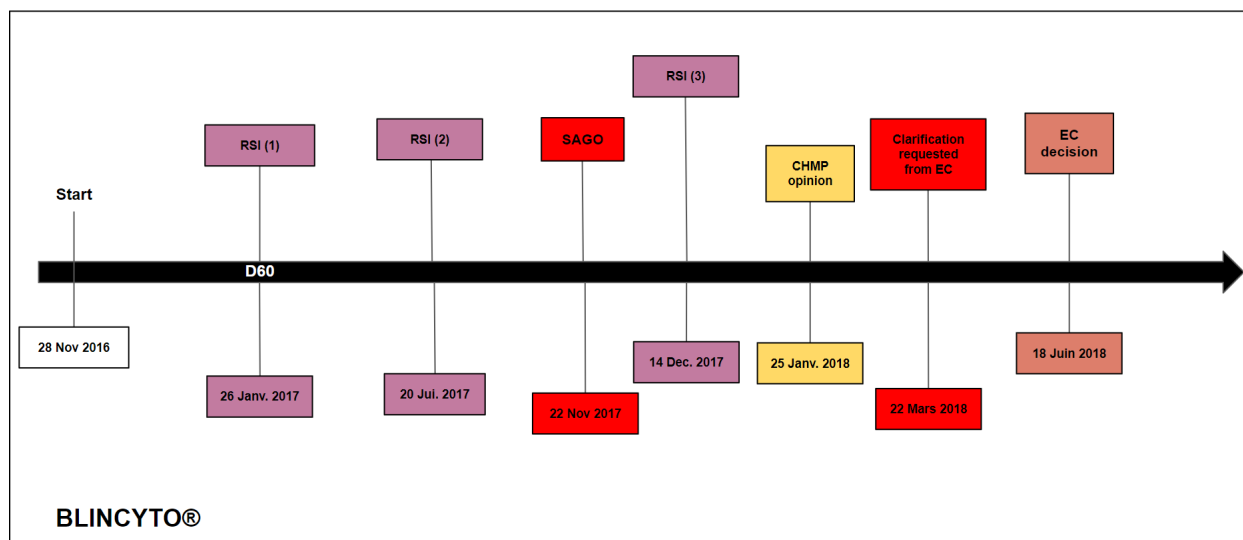 RSI (3)
RSI (1)
RSI (2)
SAGO
CHMP
opinion
Clarification
requested
from EC
EC
decision
Start
D60
28 Nov 2016
26 Janv. 2017
20 Jui. 2017
22 Nov 2017
14 Dec. 2017
25 Janv. 2018
22 Mars 2018
18 Juin 2018
BLINCYTO®